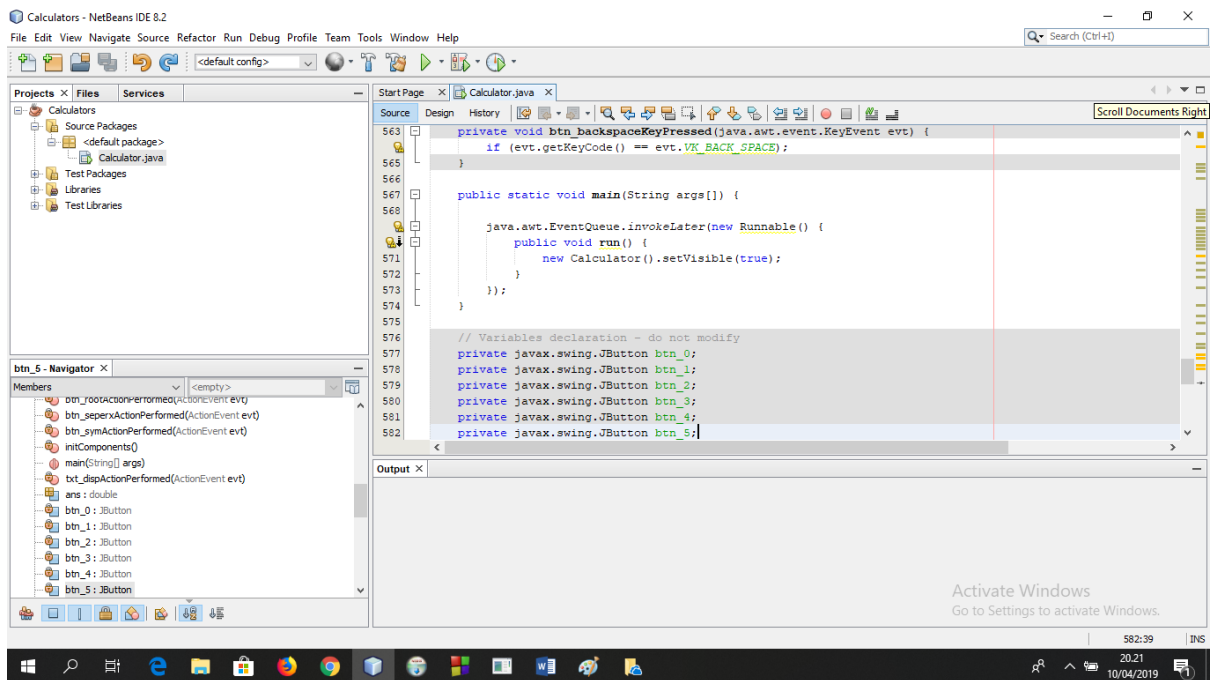 Calculators - NetBeans IDE 8.2
File Edit View Navigate Source Refactor Run Debug Profile Team Tools Window Help
Search (Ctrl+I)
<default config>
Projects Files Services
Calculators
Source Packages
<default package>
Calculator.java
Test Packages
Libraries
Test Libraries
Start Page Calculator.java
Source Design History
Scroll Documents Right
563 private void btn_backspaceKeyPressed(java.awt.event.KeyEvent evt) {
if (evt.getKeyCode() == evt.VK_BACK_SPACE);
565 }
566
567 public static void main(String args[]) {
568
java.awt.EventQueue.invokeLater(new Runnable() {
public void run() {
571 new Calculator().setVisible(true);
572 }
573 });
574 }
575
576 // Variables declaration - do not modify
577 private javax.swing.JButton btn_0;
578 private javax.swing.JButton btn_1;
579 private javax.swing.JButton btn_2;
580 private javax.swing.JButton btn_3;
581 private javax.swing.JButton btn_4;
582 private javax.swing.JButton btn_5;
btn_5 - Navigator
Members <empty>
btn_rootActionPerformed(ActionEvent evt)
btn_seperxActionPerformed(ActionEvent evt)
btn_symActionPerformed(ActionEvent evt)
initComponents()
main(String[] args)
txt_dispActionPerformed(ActionEvent evt)
ans : double
btn_0 : JButton
btn_1 : JButton
btn_2 : JButton
btn_3 : JButton
btn_4 : JButton
btn_5 : JButton
Output
Activate Windows
Go to Settings to activate Windows.
582:39 INS
20.21
10/04/2019